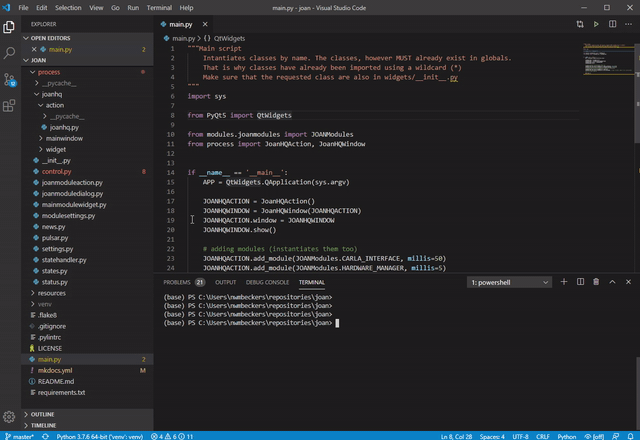 File Edit Selection View Go Run Terminal Help
main.py - joan - Visual Studio Code
EXPLORER
OPEN EDITORS
main.py 2
JOAN
process
__pycache__
joanhq
action
__pycache__
joanhq.py
mainwindow
widget
__init__.py
control.py 8
joanmoduleaction.py
joanmoduledialog.py
mainmodulewidget.py
modulesettings.py
news.py
pulsar.py
settings.py
statehandler.py
states.py
status.py
resources
venv
.flake8
.gitignore
.pylintrc
LICENSE
main.py 2
mkdocs.yml M
README.md
requirements.txt
OUTLINE
TIMELINE
main.py
main.py > {} QtWidgets
1 """Main script
2 Intantiates classes by name. The classes, however MUST already exist in globals.
3 That is why classes have already been imported using a wildcard (*)
4 Make sure that the requested class are also in widgets/__init__.py
5 """
6 import sys
7
8 from PyQt5 import QtWidgets
9
10 from modules.joanmodules import JOANModules
11 from process import JoanHQAction, JoanHQWindow
12
13
14 if __name__ == '__main__':
15 APP = QtWidgets.QApplication(sys.argv)
16
17 JOANHQACTION = JoanHQAction()
18 JOANHQWINDOW = JoanHQWindow(JOANHQACTION)
19 JOANHQACTION.window = JOANHQWINDOW
20 JOANHQWINDOW.show()
21
22 # adding modules (instantiates them too)
23 JOANHQACTION.add_module(JOANModules.CARLA_INTERFACE, millis=50)
24 JOANHQACTION.add_module(JOANModules.HARDWARE_MANAGER, millis=5)
PROBLEMS 21 OUTPUT DEBUG CONSOLE TERMINAL 1: powershell
(base) PS C:\Users\nwmbeckers\repositories\joan>
(base) PS C:\Users\nwmbeckers\repositories\joan>
(base) PS C:\Users\nwmbeckers\repositories\joan>
(base) PS C:\Users\nwmbeckers\repositories\joan>
master* Python 3.7.6 64-bit ('venv': venv) 4 6 11 Ln 8, Col 28 Spaces: 4 UTF-8 CRLF Python [off]